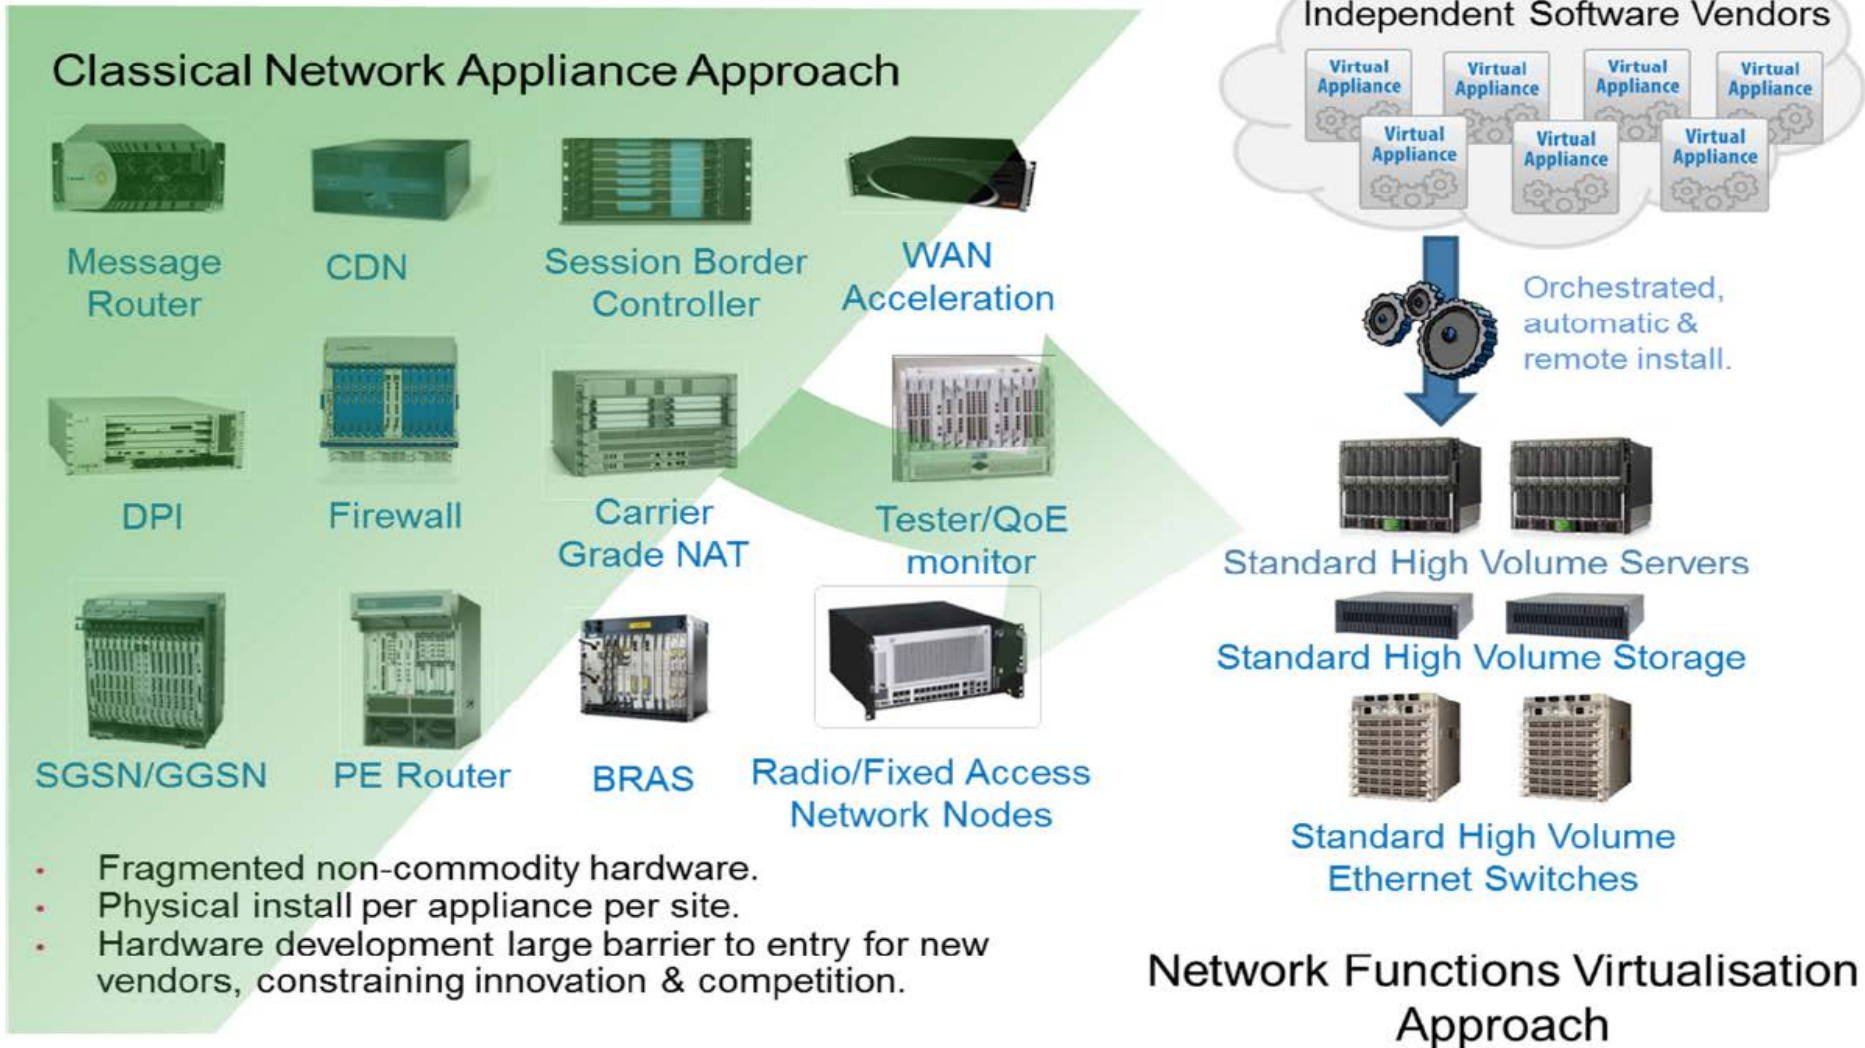 Classical Network Appliance Approach
Message
Router
CDN
Session Border
Controller
WAN
Acceleration
DPI
Firewall
Carrier
Grade NAT
Tester/QoE
monitor
SGSN/GGSN
PE Router
BRAS
Radio/Fixed Access
Network Nodes
• Fragmented non-commodity hardware.
• Physical install per appliance per site.
• Hardware development large barrier to entry for new
vendors, constraining innovation & competition.
Independent Software Vendors
Virtual
Appliance
Virtual
Appliance
Virtual
Appliance
Virtual
Appliance
Virtual
Appliance
Virtual
Appliance
Virtual
Appliance
Orchestrated,
automatic &
remote install.
Standard High Volume Servers
Standard High Volume Storage
Standard High Volume
Ethernet Switches
Network Functions Virtualisation
Approach